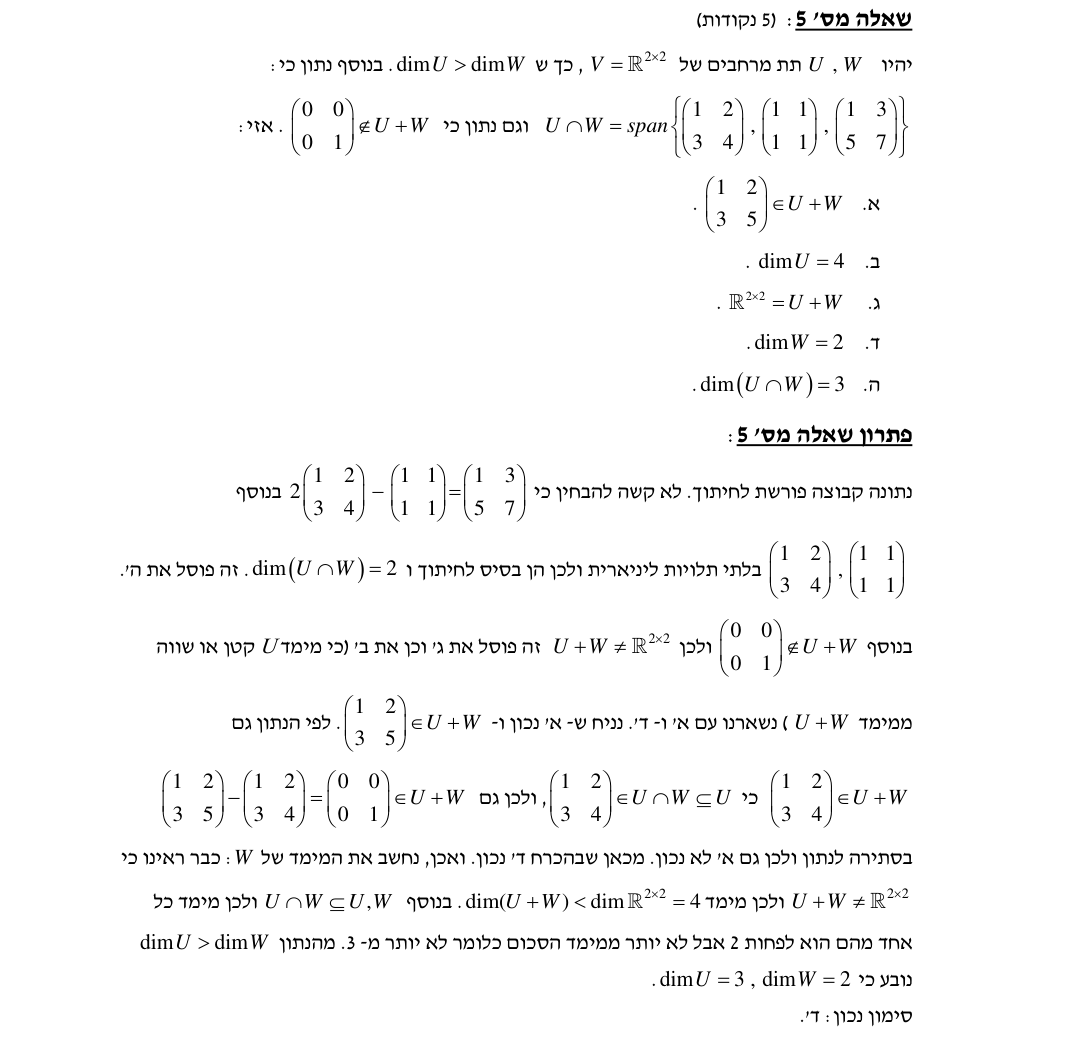 שאלה מס׳ 5 : (5 נקודות)
יהיו U , W תת מרחבים של V = ℝ^{2×2} , כך ש dim U > dim W . בנוסף נתון כי :
U ∩ W = span{(1 2; 3 4), (1 1; 1 1), (1 3; 5 7)} וגם נתון כי (0 0; 0 1) ∉ U + W . אזי :
א. (1 2; 3 5) ∈ U + W .
ב. dim U = 4 .
ג. ℝ^{2×2} = U + W .
ד. dim W = 2 .
ה. dim(U ∩ W) = 3 .
פתרון שאלה מס׳ 5 :
נתונה קבוצה פורשת לחיתוך. לא קשה להבחין כי 2(1 2; 3 4) − (1 1; 1 1) = (1 3; 5 7) בנוסף
(1 2; 3 4) , (1 1; 1 1) בלתי תלויות ליניארית ולכן הן בסיס לחיתוך ו dim(U ∩ W) = 2 . זה פוסל את ה׳.
בנוסף (0 0; 0 1) ∉ U + W ולכן U + W ≠ ℝ^{2×2} זה פוסל את ג׳ וכן את ב׳ (כי מימד U קטן או שווה
ממימד U + W ) נשארנו עם א׳ ו- ד׳. נניח ש- א׳ נכון ו- (1 2; 3 5) ∈ U + W . לפי הנתון גם
(1 2; 3 4) ∈ U + W כי (1 2; 3 4) ∈ U ∩ W ⊆ U , ולכן גם (1 2; 3 5) − (1 2; 3 4) = (0 0; 0 1) ∈ U + W
בסתירה לנתון ולכן גם א׳ לא נכון. מכאן שבהכרח ד׳ נכון. ואכן, נחשב את המימד של W : כבר ראינו כי
U + W ≠ ℝ^{2×2} ולכן מימד dim(U + W) < dim ℝ^{2×2} = 4 . בנוסף U ∩ W ⊆ U,W ולכן מימד כל
אחד מהם הוא לפחות 2 אבל לא יותר ממימד הסכום כלומר לא יותר מ- 3. מהנתון dim U > dim W
נובע כי dim U = 3 , dim W = 2 .
סימון נכון : ד׳.